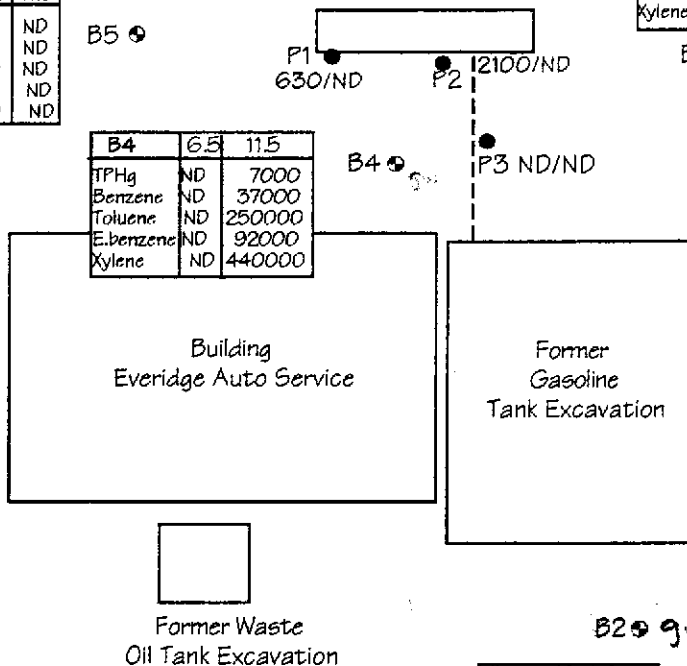 ND
ND
ND
ND
ND
B5
Xylene
P1
630/ND
P2
2100/ND
B4 6.5 11.5
TPHg ND 7000
Benzene ND 37000
Toluene ND 250000
E.benzene ND 92000
Xylene ND 440000
B4
P3 ND/ND
Building
Everidge Auto Service
Former
Gasoline
Tank Excavation
Former Waste
Oil Tank Excavation
B2